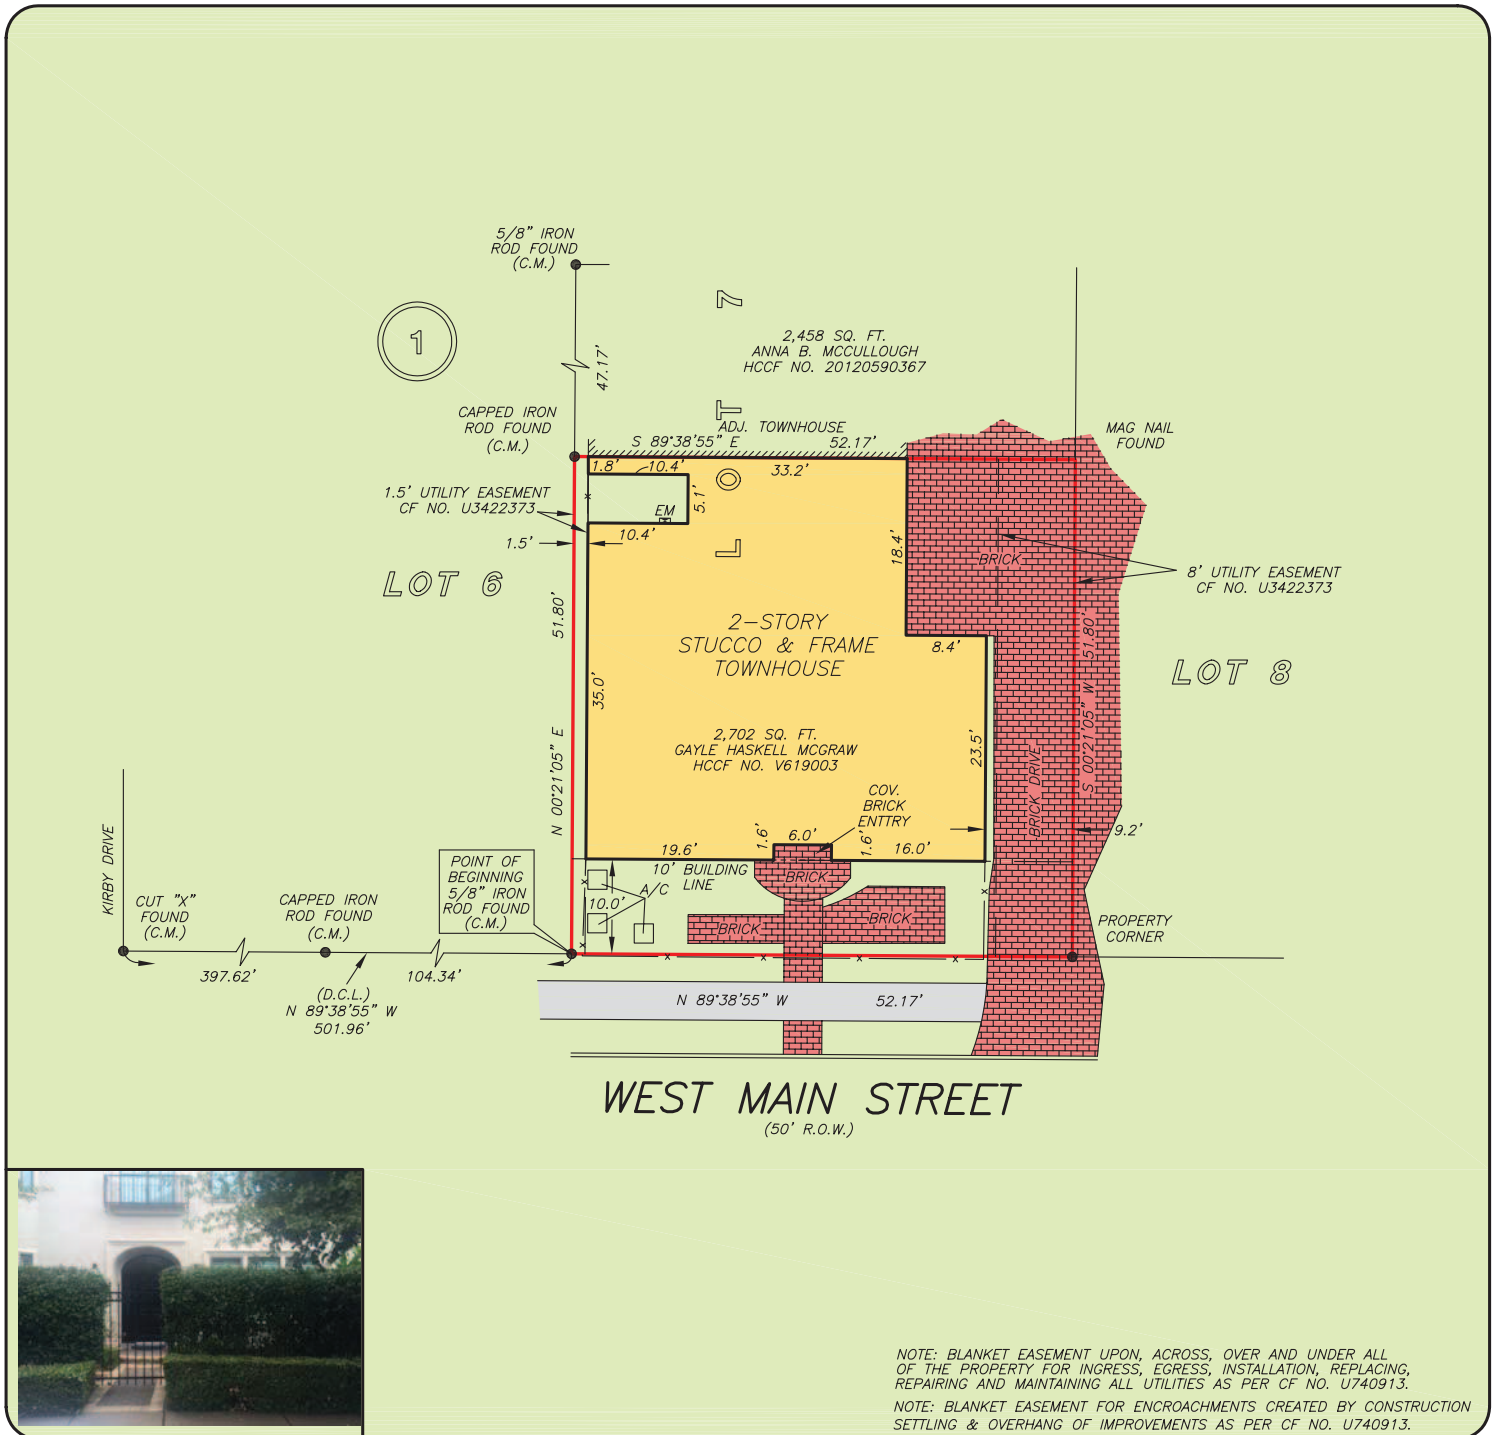 5/8" IRON
ROD FOUND
(C.M.)
7
1
2,458 SQ. FT.
ANNA B. MCCULLOUGH
HCCF NO. 20120590367
47.17'
CAPPED IRON
ROD FOUND
(C.M.)
T
ADJ. TOWNHOUSE
S 89°38'55" E
52.17'
MAG NAIL
FOUND
1.8'
10.4'
33.2'
O
1.5' UTILITY EASEMENT
CF NO. U3422373
5.1'
EM
10.4'
1.5'
L
18.4'
BRICK
8' UTILITY EASEMENT
CF NO. U3422373
LOT 6
51.80'
2-STORY
STUCCO & FRAME
TOWNHOUSE
8.4'
S 00°21'05" W 51.80'
LOT 8
35.0'
N 00°21'05" E
2,702 SQ. FT.
GAYLE HASKELL MCGRAW
HCCF NO. V619003
23.5'
BRICK DRIVE
COV.
BRICK
ENTTRY
9.2'
1.6'
6.0'
1.6'
19.6'
16.0'
KIRBY DRIVE
POINT OF
BEGINNING
5/8" IRON
ROD FOUND
(C.M.)
10' BUILDING
LINE
BRICK
A/C
10.0'
BRICK
BRICK
CUT "X"
FOUND
(C.M.)
CAPPED IRON
ROD FOUND
(C.M.)
PROPERTY
CORNER
397.62'
104.34'
(D.C.L.)
N 89°38'55" W
501.96'
N 89°38'55" W
52.17'
WEST MAIN STREET
(50' R.O.W.)
NOTE: BLANKET EASEMENT UPON, ACROSS, OVER AND UNDER ALL
OF THE PROPERTY FOR INGRESS, EGRESS, INSTALLATION, REPLACING,
REPAIRING AND MAINTAINING ALL UTILITIES AS PER CF NO. U740913.
NOTE: BLANKET EASEMENT FOR ENCROACHMENTS CREATED BY CONSTRUCTION
SETTLING & OVERHANG OF IMPROVEMENTS AS PER CF NO. U740913.